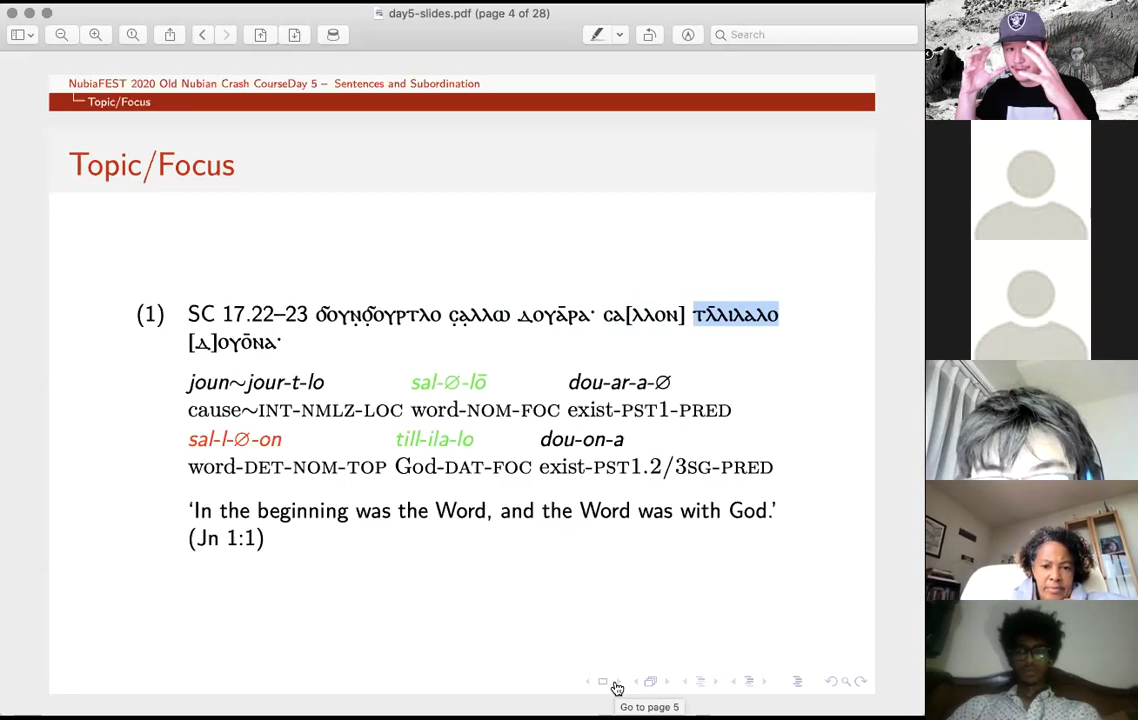 day5-slides.pdf (page 4 of 28)
Search
NubiaFEST 2020 Old Nubian Crash CourseDay 5 – Sentences and Subordination
Topic/Focus
Topic/Focus
(1) SC 17.22–23 ϭⲟⲩⲛ̣ϭ̣ⲟⲩⲣⲧⲗⲟ ⲥ̣ⲁ̣ⲗⲗⲱ ⲇⲟⲩⲁ̄ⲣⲁ· ⲥⲁ[ⲗⲗⲟⲛ] ⲧⲗ̄ⲗⲓⲗⲁⲗⲟ
[ⲇ]ⲟⲩⲟ̄ⲛⲁ·
joun~jour-t-lo sal-∅-lō dou-ar-a-∅
cause~INT-NMLZ-LOC word-NOM-FOC exist-PST1-PRED
sal-l-∅-on till-ila-lo dou-on-a
word-DET-NOM-TOP God-DAT-FOC exist-PST1.2/3SG-PRED
‘In the beginning was the Word, and the Word was with God.’
(Jn 1:1)
Go to page 5